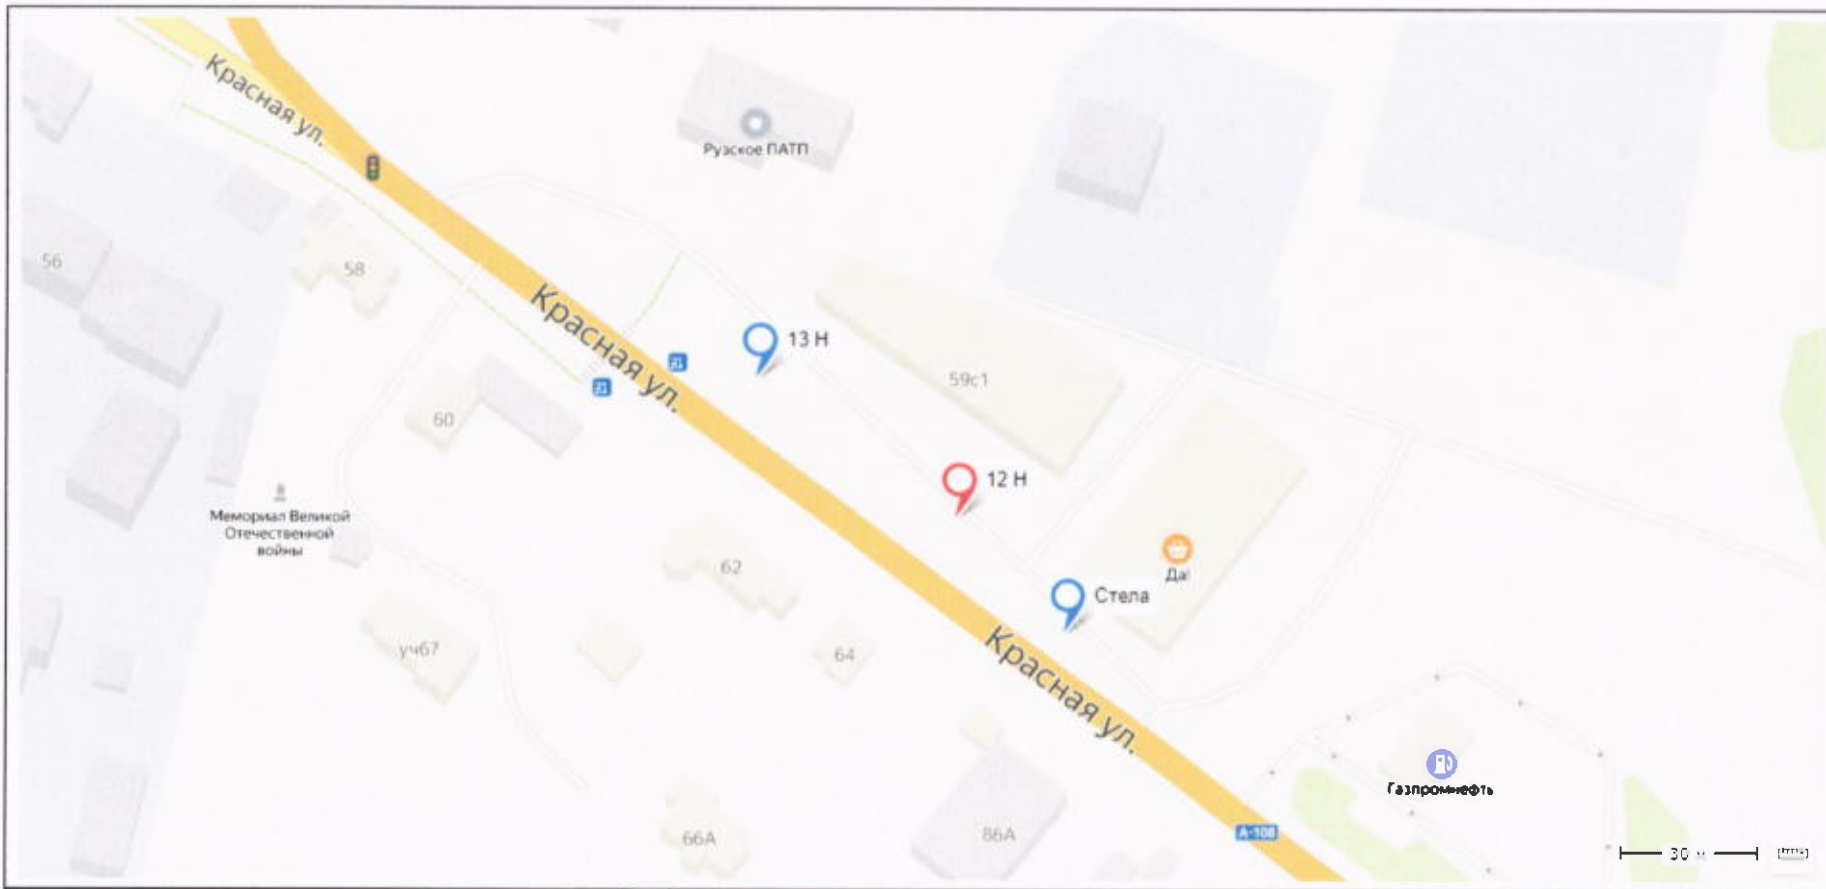 Красная ул.
Рузское ПАТП
56
58
Красная ул.
13 Н
59с1
60
12 Н
Мемориал Великой
Отечественной
войны
62
Да!
Стела
уч67
64
Красная ул.
Газпромнефть
66А
86А
А-108
30 м